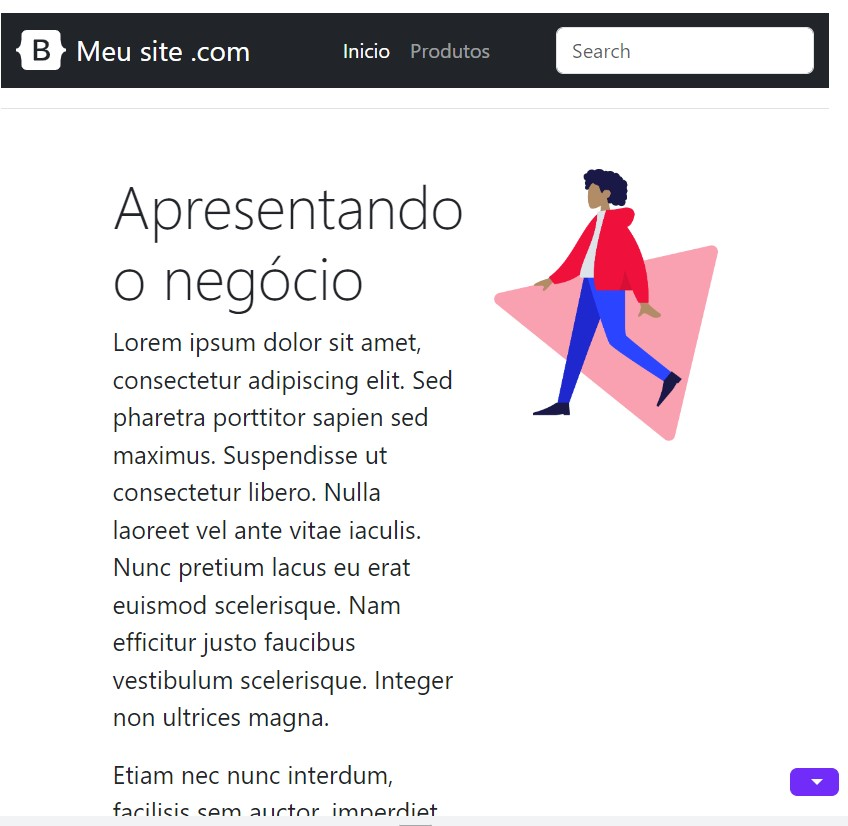 B Meu site .com Inicio Produtos Search
Apresentando
o negócio
Lorem ipsum dolor sit amet,
consectetur adipiscing elit. Sed
pharetra porttitor sapien sed
maximus. Suspendisse ut
consectetur libero. Nulla
laoreet vel ante vitae iaculis.
Nunc pretium lacus eu erat
euismod scelerisque. Nam
efficitur justo faucibus
vestibulum scelerisque. Integer
non ultrices magna.
Etiam nec nunc interdum,
facilisis sem auctor, imperdiet